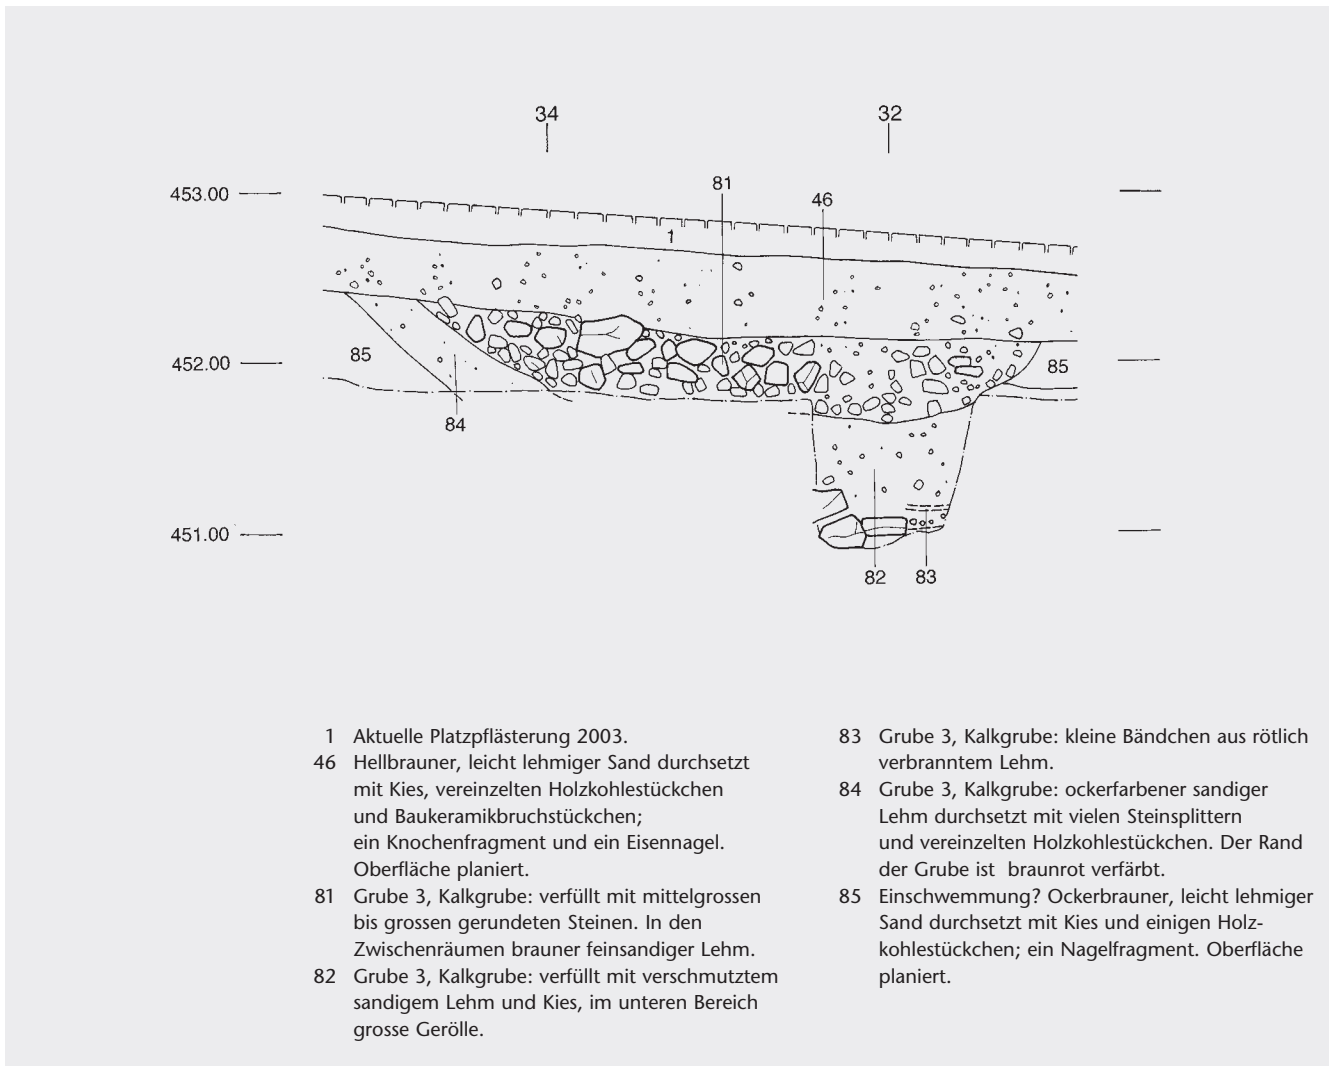 34
32
81
46
453.00
1
85
452.00
85
84
451.00
82
83
1 Aktuelle Platzpflästerung 2003.
46 Hellbrauner, leicht lehmiger Sand durchsetzt
mit Kies, vereinzelten Holzkohlestückchen
und Baukeramikbruchstückchen;
ein Knochenfragment und ein Eisennagel.
Oberfläche planiert.
81 Grube 3, Kalkgrube: verfüllt mit mittelgrossen
bis grossen gerundeten Steinen. In den
Zwischenräumen brauner feinsandiger Lehm.
82 Grube 3, Kalkgrube: verfüllt mit verschmutztem
sandigem Lehm und Kies, im unteren Bereich
grosse Gerölle.
83 Grube 3, Kalkgrube: kleine Bändchen aus rötlich
verbranntem Lehm.
84 Grube 3, Kalkgrube: ockerfarbener sandiger
Lehm durchsetzt mit vielen Steinsplittern
und vereinzelten Holzkohlestückchen. Der Rand
der Grube ist braunrot verfärbt.
85 Einschwemmung? Ockerbrauner, leicht lehmiger
Sand durchsetzt mit Kies und einigen Holz-
kohlestückchen; ein Nagelfragment. Oberfläche
planiert.